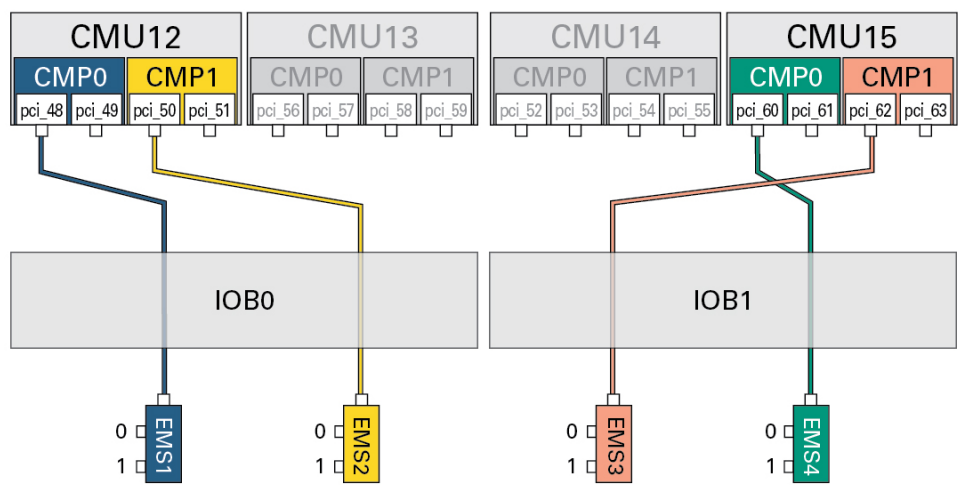 CMU12 CMU13 CMU14 CMU15
CMP0 CMP1 CMP0 CMP1 CMP0 CMP1 CMP0 CMP1
pci_48 pci_49 pci_50 pci_51 pci_56 pci_57 pci_58 pci_59 pci_52 pci_53 pci_54 pci_55 pci_60 pci_61 pci_62 pci_63
IOB0 IOB1
EMS1 EMS2 EMS3 EMS4
0 0 0 0
1 1 1 1